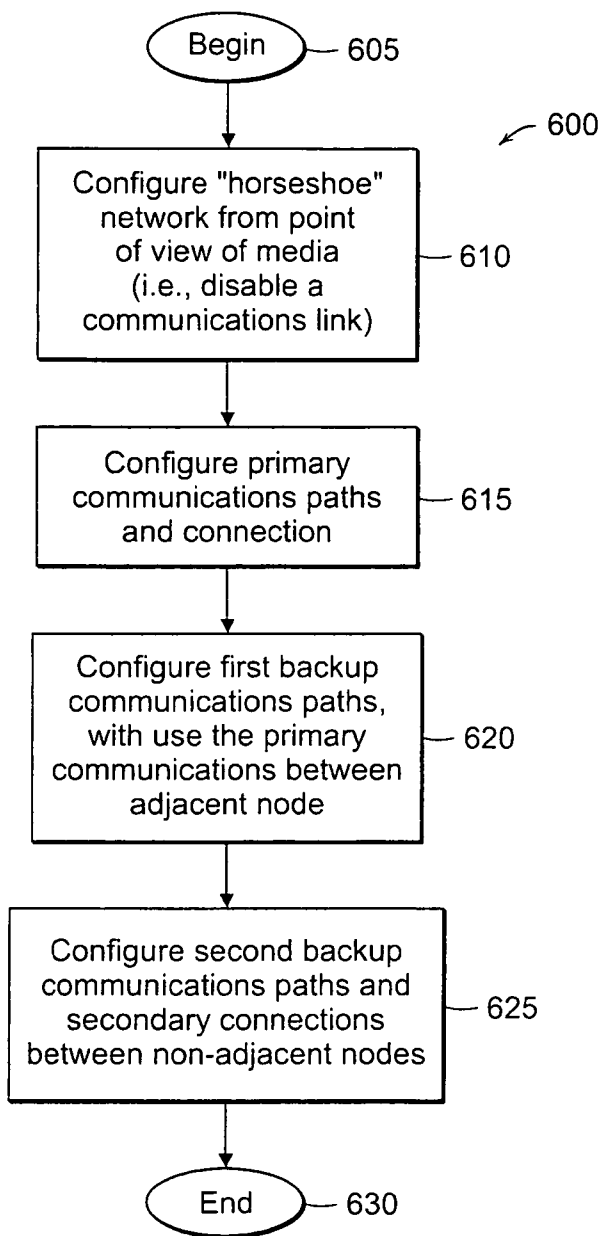 Begin
605
600
Configure "horseshoe"
network from point
of view of media
(i.e., disable a
communications link)
610
Configure primary
communications paths
and connection
615
Configure first backup
communications paths,
with use the primary
communications between
adjacent node
620
Configure second backup
communications paths and
secondary connections
between non-adjacent nodes
625
End
630